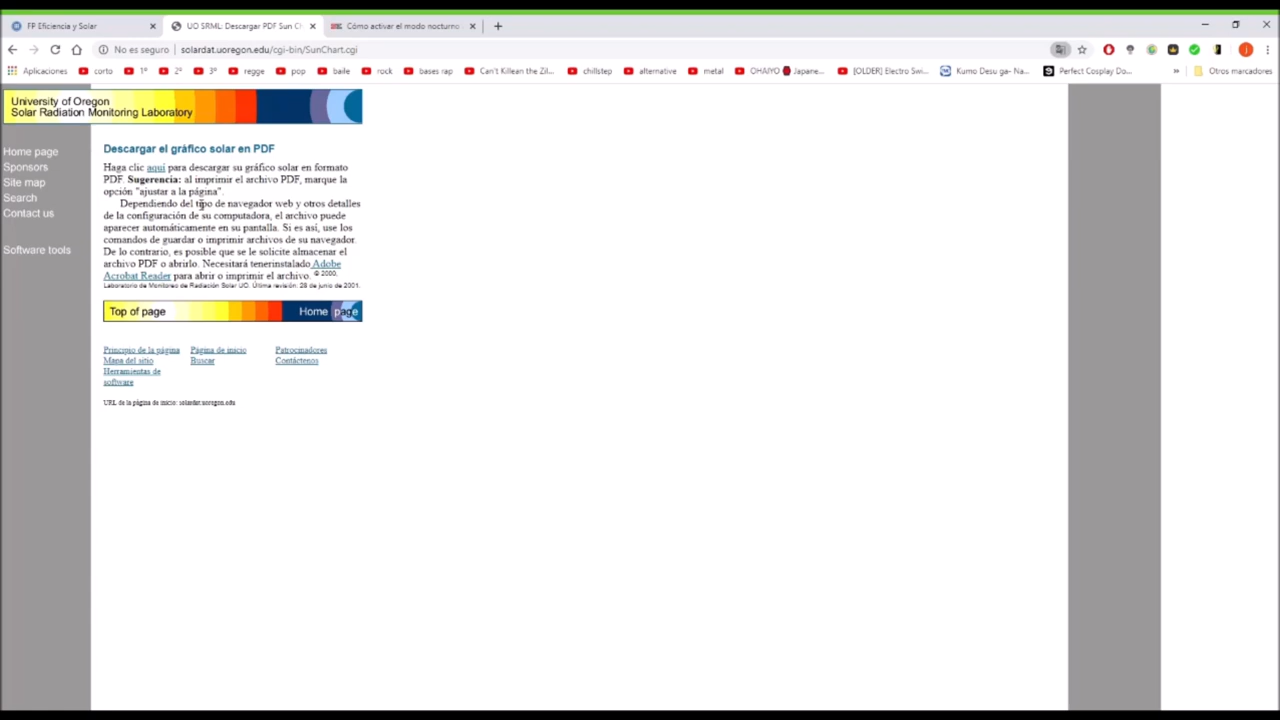 FP Eficiencia y Solar
UO SRML: Descargar PDF Sun C
Cómo activar el modo nocturno
No es seguro
solardat.uoregon.edu/cgi-bin/SunChart.cgi
Aplicaciones
corto
1º
2º
3º
regge
pop
baile
rock
bases rap
Can't Killean the Zil...
chillstep
alternative
metal
OHAIYO
Japane...
[OLDER] Electro Swi...
Kumo Desu ga- Na...
Perfect Cosplay Do...
»
Otros marcadores
University of Oregon
Solar Radiation Monitoring Laboratory
Home page
Sponsors
Site map
Search
Contact us
Software tools
Descargar el gráfico solar en PDF
Haga clic aquí para descargar su gráfico solar en formato
PDF. Sugerencia: al imprimir el archivo PDF, marque la
opción "ajustar a la página".
Dependiendo del tipo de navegador web y otros detalles
de la configuración de su computadora, el archivo puede
aparecer automáticamente en su pantalla. Si es así, use los
comandos de guardar o imprimir archivos de su navegador.
De lo contrario, es posible que se le solicite almacenar el
archivo PDF o abrirlo. Necesitará tenerinstalado Adobe
Acrobat Reader para abrir o imprimir el archivo. © 2000,
Laboratorio de Monitoreo de Radiación Solar UO. Útima revisión: 28 de junio de 2001.
Top of page
Home page
Principio de la página
Página de inicio
Patrocinadores
Mapa del sitio
Buscar
Contáctenos
Herramientas de
software
URL de la página de inicio: solardat.uoregon.edu